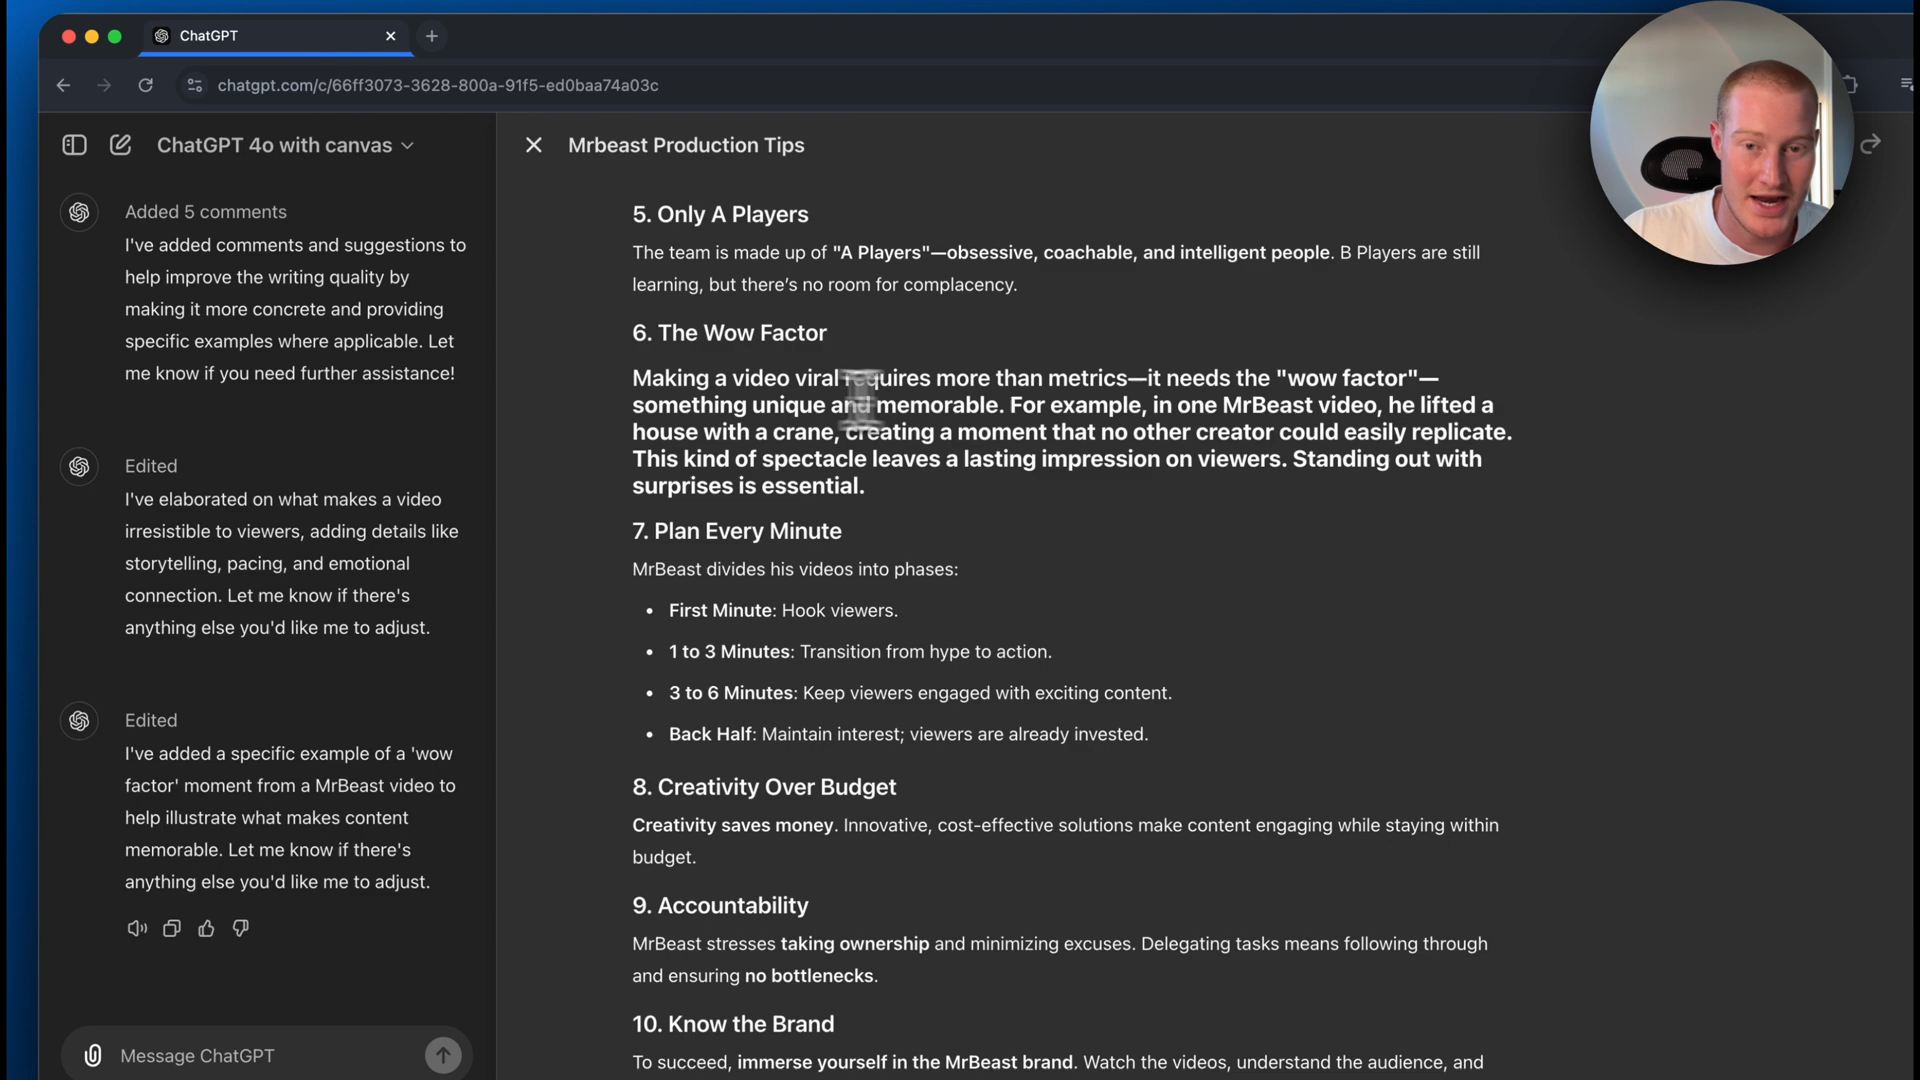 ChatGPT
chatgpt.com/c/66ff3073-3628-800a-91f5-ed0baa74a03c
ChatGPT 4o with canvas
Added 5 comments
I've added comments and suggestions to
help improve the writing quality by
making it more concrete and providing
specific examples where applicable. Let
me know if you need further assistance!
Edited
I've elaborated on what makes a video
irresistible to viewers, adding details like
storytelling, pacing, and emotional
connection. Let me know if there's
anything else you'd like me to adjust.
Edited
I've added a specific example of a 'wow
factor' moment from a MrBeast video to
help illustrate what makes content
memorable. Let me know if there's
anything else you'd like me to adjust.
Message ChatGPT
Mrbeast Production Tips
5. Only A Players
The team is made up of "A Players"—obsessive, coachable, and intelligent people. B Players are still
learning, but there’s no room for complacency.
6. The Wow Factor
Making a video viral requires more than metrics—it needs the "wow factor"—
something unique and memorable. For example, in one MrBeast video, he lifted a
house with a crane, creating a moment that no other creator could easily replicate.
This kind of spectacle leaves a lasting impression on viewers. Standing out with
surprises is essential.
7. Plan Every Minute
MrBeast divides his videos into phases:
• First Minute: Hook viewers.
• 1 to 3 Minutes: Transition from hype to action.
• 3 to 6 Minutes: Keep viewers engaged with exciting content.
• Back Half: Maintain interest; viewers are already invested.
8. Creativity Over Budget
Creativity saves money. Innovative, cost-effective solutions make content engaging while staying within
budget.
9. Accountability
MrBeast stresses taking ownership and minimizing excuses. Delegating tasks means following through
and ensuring no bottlenecks.
10. Know the Brand
To succeed, immerse yourself in the MrBeast brand. Watch the videos, understand the audience, and